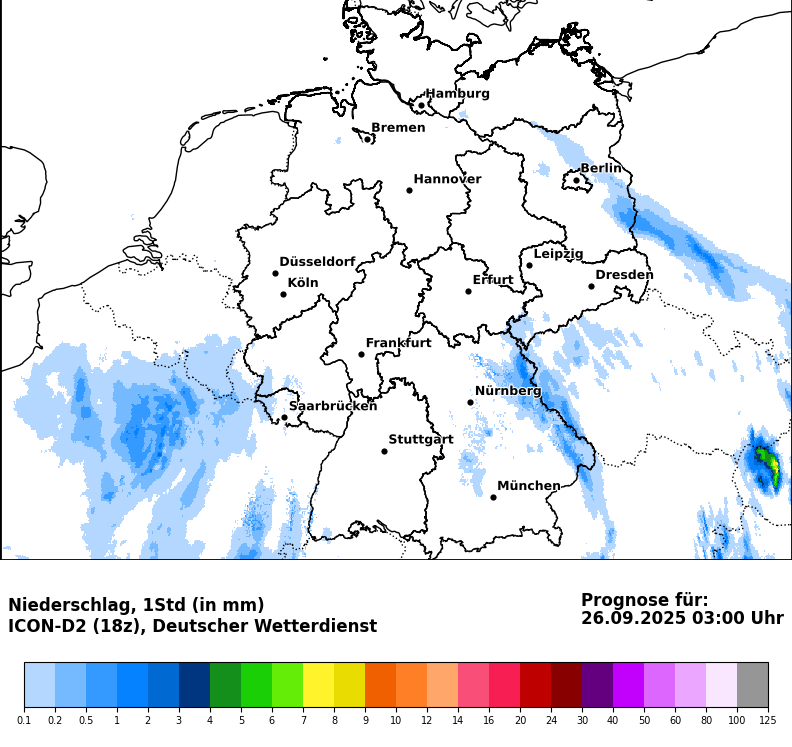 Hamburg
Bremen
Berlin
Hannover
Leipzig
Düsseldorf
Dresden
Köln
Erfurt
Frankfurt
Nürnberg
Saarbrücken
Stuttgart
München
Niederschlag, 1Std (in mm)
ICON-D2 (18z), Deutscher Wetterdienst
Prognose für:
26.09.2025 03:00 Uhr
0.1 0.2 0.5 1 2 3 4 5 6 7 8 9 10 12 14 16 20 24 30 40 50 60 80 100 125